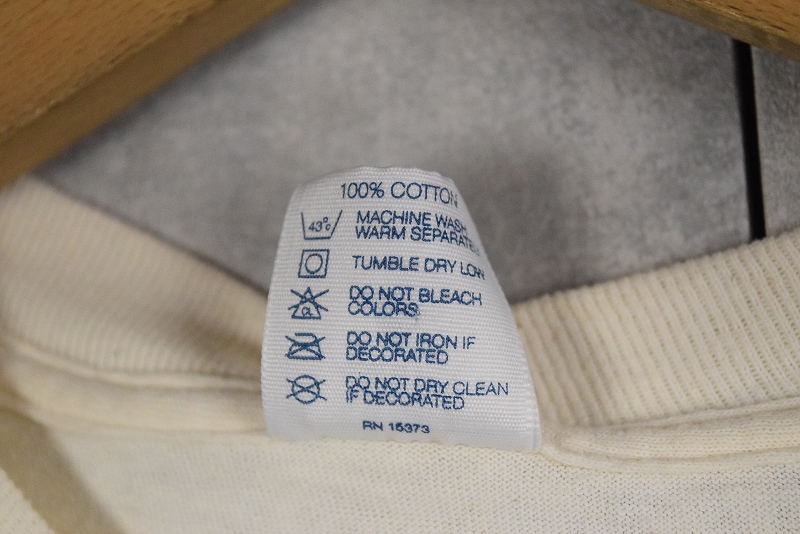 100% COTTON
43°c MACHINE WASH
WARM SEPARATELY
TUMBLE DRY LOW
DO NOT BLEACH
CL COLORS
DO NOT IRON IF
DECORATED
DO NOT DRY CLEAN
IF DECORATED
RN 15373